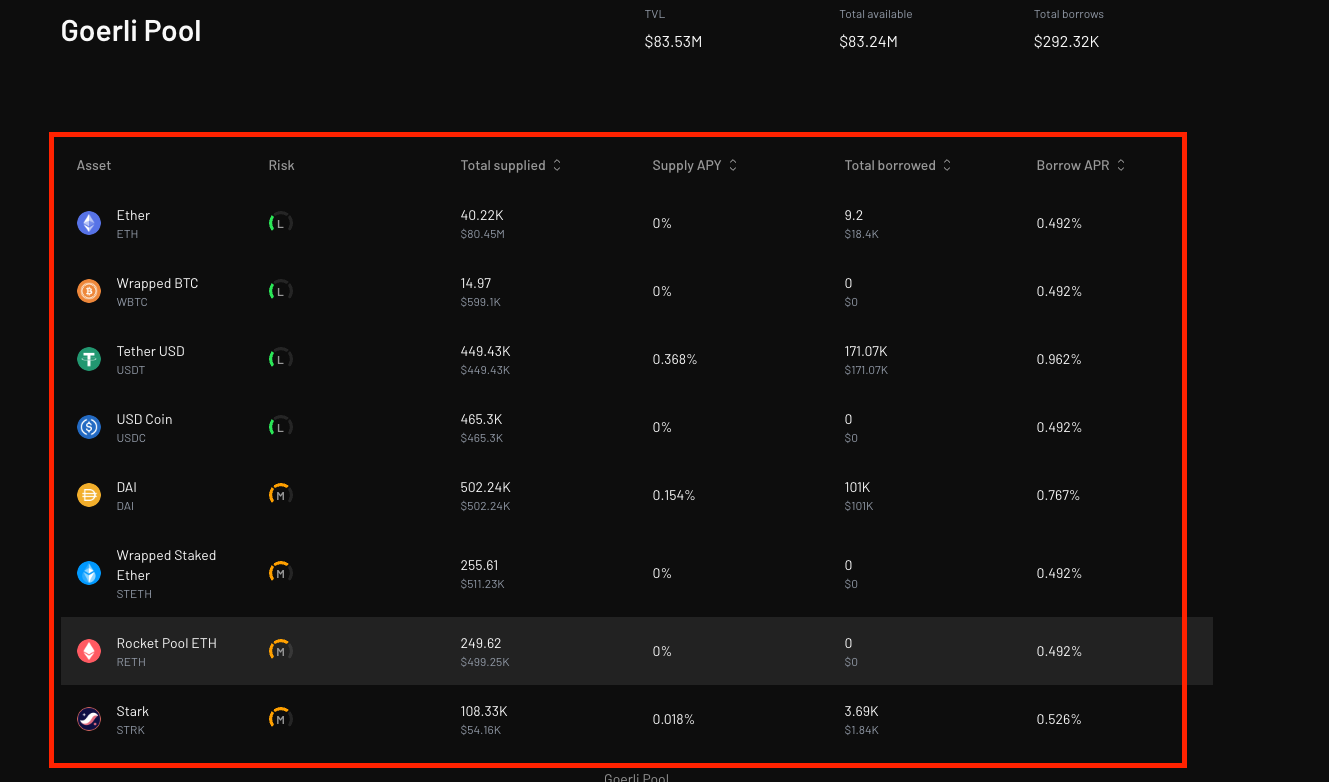 Goerli Pool
TVL
Total available
Total borrows
$83.53M
$83.24M
$292.32K
Asset
Risk
Total supplied
Supply APY
Total borrowed
Borrow APR
Ether
ETH
L
40.22K
$80.45M
0%
9.2
$18.4K
0.492%
Wrapped BTC
WBTC
L
14.97
$599.1K
0%
0
$0
0.492%
Tether USD
USDT
L
449.43K
$449.43K
0.368%
171.07K
$171.07K
0.962%
USD Coin
USDC
L
465.3K
$465.3K
0%
0
$0
0.492%
DAI
DAI
M
502.24K
$502.24K
0.154%
101K
$101K
0.767%
Wrapped Staked
Ether
STETH
M
255.61
$511.23K
0%
0
$0
0.492%
Rocket Pool ETH
RETH
M
249.62
$499.25K
0%
0
$0
0.492%
Stark
STRK
M
108.33K
$54.16K
0.018%
3.69K
$1.84K
0.526%
Goerli Pool